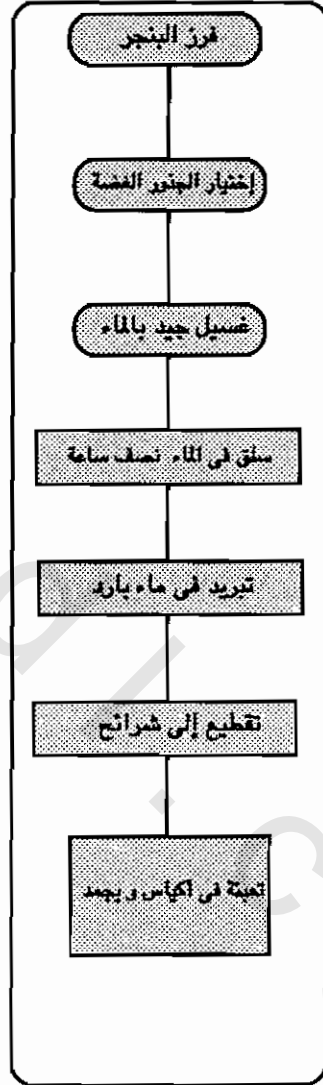 فرز البنجر
إختيار الجذور الغضة
غسيل جيد بالماء
سلق فى الماء نصف ساعة
تبريد فى ماء بارد
تقطيع إلى شرائح
تعبئة فى أكياس ويجمد